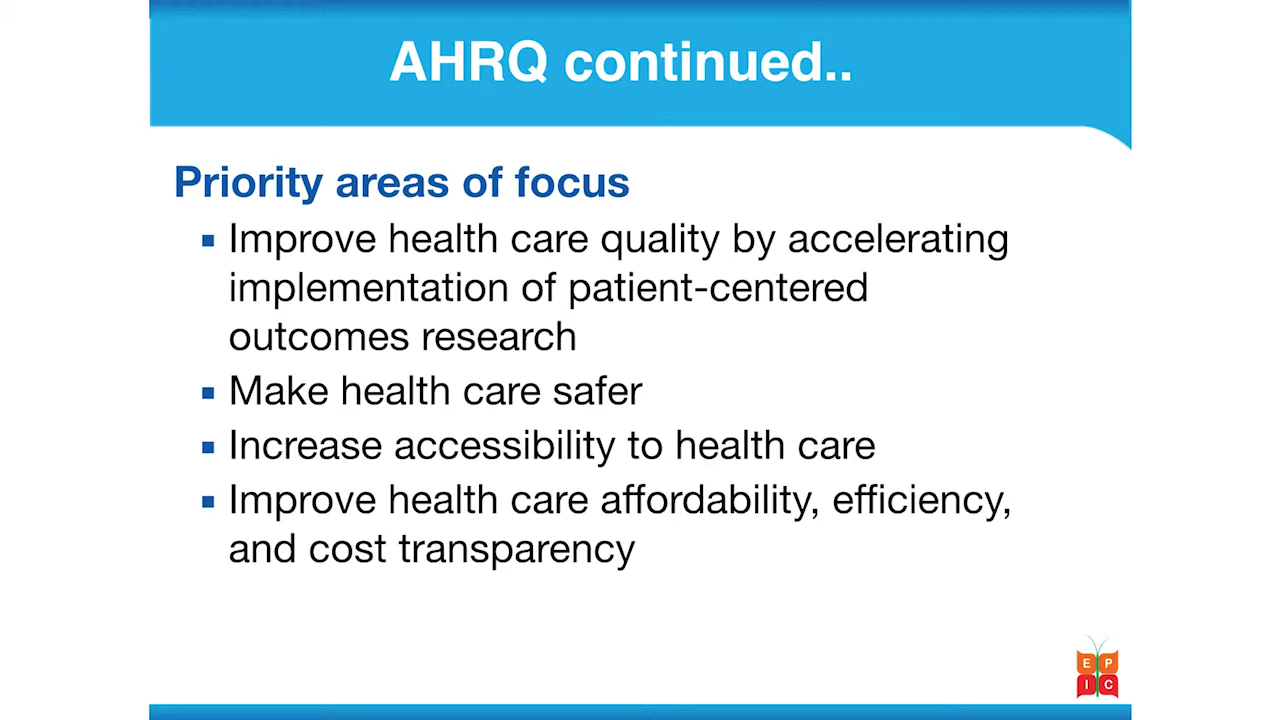 AHRQ continued..
Priority areas of focus
Improve health care quality by accelerating
implementation of patient-centered
outcomes research
Make health care safer
Increase accessibility to health care
Improve health care affordability, efficiency,
and cost transparency
E P
I C